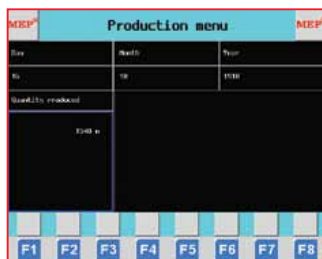 MEP Production menu MEP
Day Month Year
Quantity produced
F1 F2 F3 F4 F5 F6 F7 F8